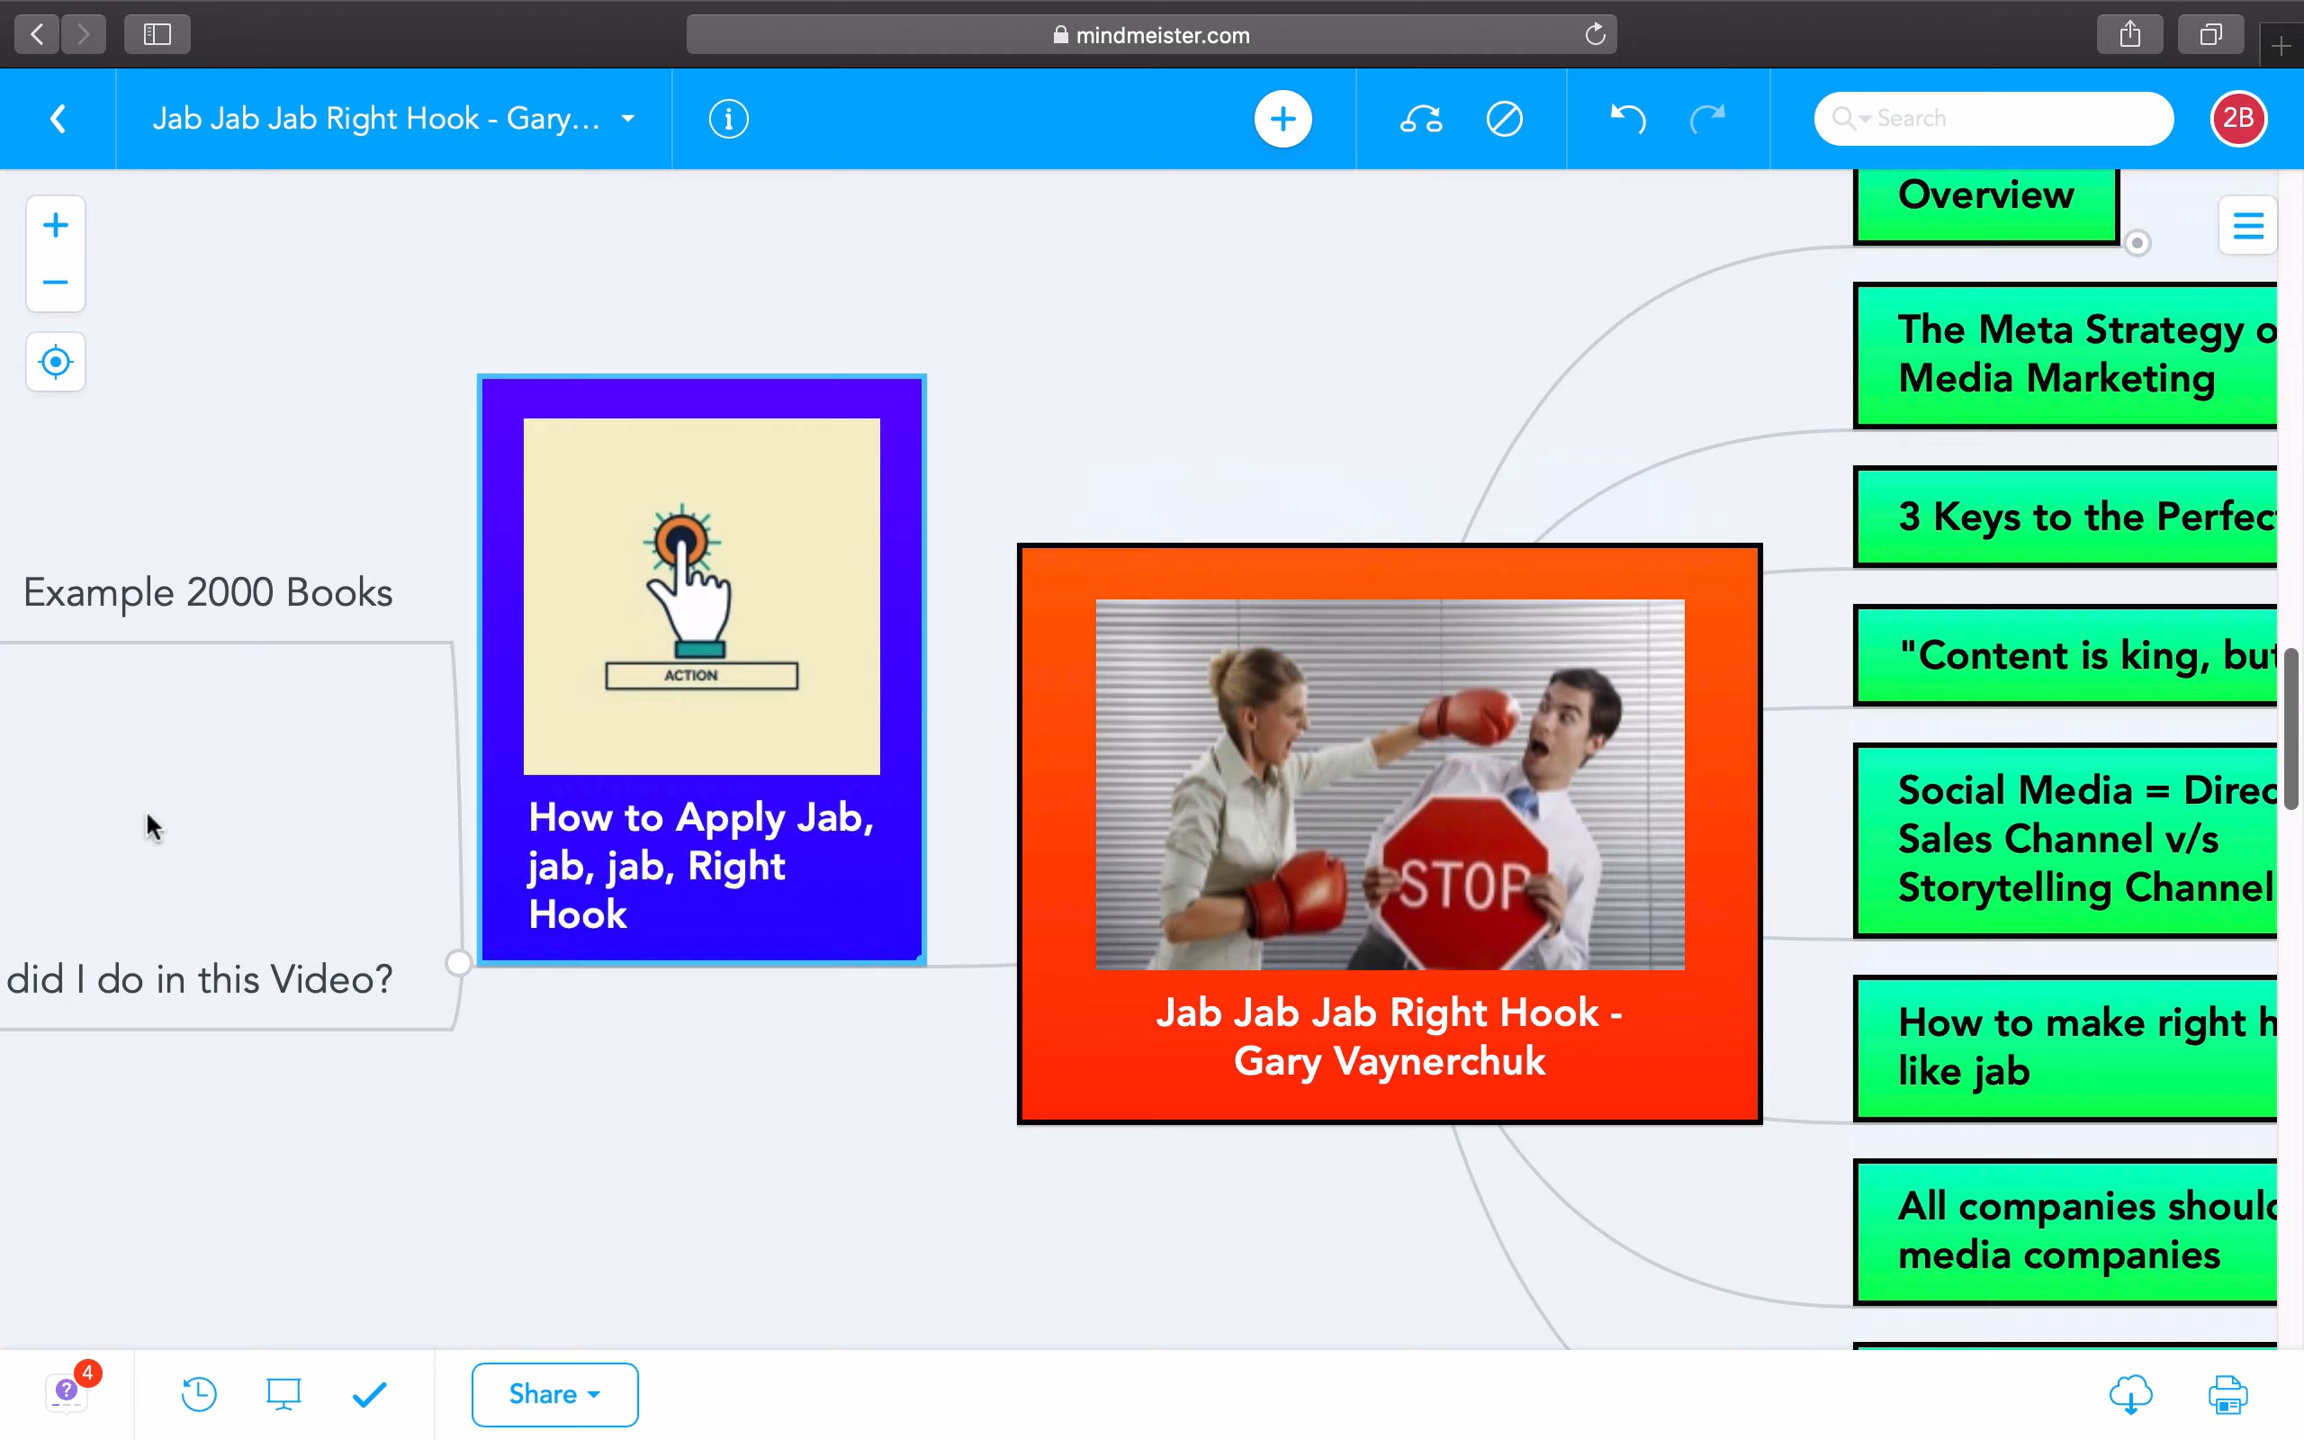 mindmeister.com
Jab Jab Jab Right Hook - Gary...
Search
2B
Overview
The Meta Strategy o
Media Marketing
3 Keys to the Perfec
"Content is king, but
Social Media = Direc
Sales Channel v/s
Storytelling Channel
How to make right h
like jab
All companies should
media companies
Example 2000 Books
did I do in this Video?
ACTION
How to Apply Jab,
jab, jab, Right
Hook
STOP
Jab Jab Jab Right Hook -
Gary Vaynerchuk
4
Share